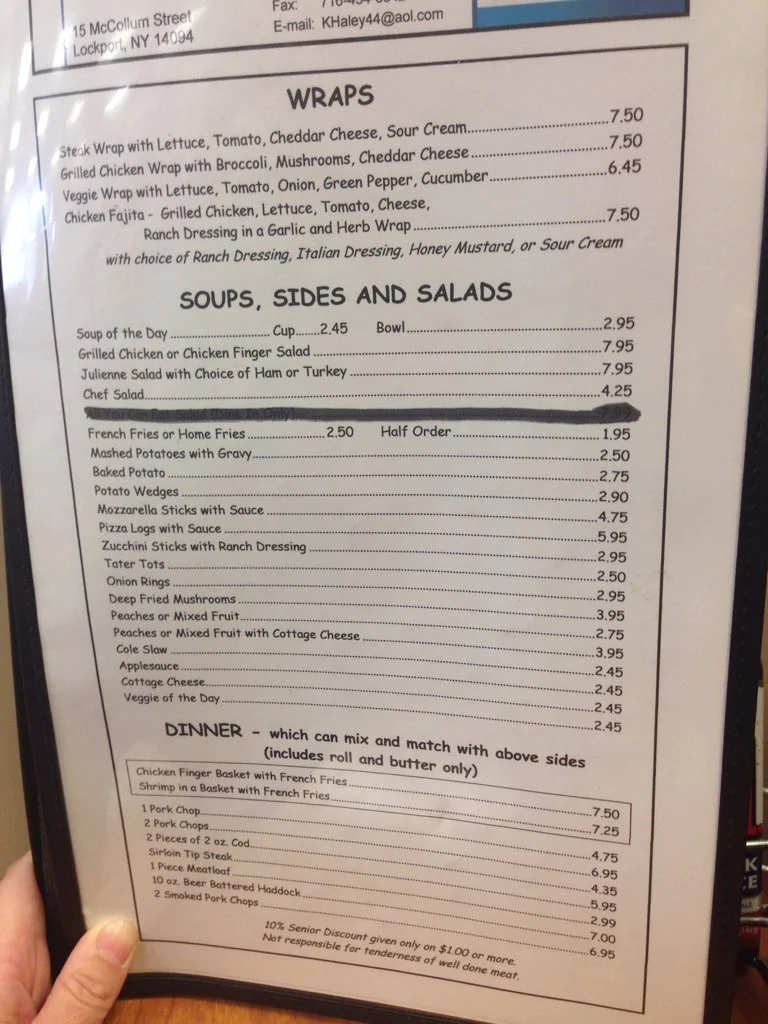 Fax:
15 McCollum Street
E-mail: KHaley44@aol.com
Lockport, NY 14094
WRAPS
Steak Wrap with Lettuce, Tomato, Cheddar Cheese, Sour Cream 7.50
Grilled Chicken Wrap with Broccoli, Mushrooms, Cheddar Cheese 7.50
Veggie Wrap with Lettuce, Tomato, Onion, Green Pepper, Cucumber 6.45
Chicken Fajita - Grilled Chicken, Lettuce, Tomato, Cheese,
Ranch Dressing in a Garlic and Herb Wrap 7.50
with choice of Ranch Dressing, Italian Dressing, Honey Mustard, or Sour Cream
SOUPS, SIDES AND SALADS
Soup of the Day Cup 2.45 Bowl 2.95
Grilled Chicken or Chicken Finger Salad 7.95
Julienne Salad with Choice of Ham or Turkey 7.95
Chef Salad 4.25
All You Can Eat Salad (Dine In Only) 7.99
French Fries or Home Fries 2.50 Half Order 1.95
Mashed Potatoes with Gravy 2.50
Baked Potato 2.75
Potato Wedges 2.90
Mozzarella Sticks with Sauce 4.75
Pizza Logs with Sauce 5.95
Zucchini Sticks with Ranch Dressing 2.95
Tater Tots 2.50
Onion Rings 2.95
Deep Fried Mushrooms 3.95
Peaches or Mixed Fruit 2.75
Peaches or Mixed Fruit with Cottage Cheese 3.95
Cole Slaw 2.45
Applesauce 2.45
Cottage Cheese 2.45
Veggie of the Day 2.45
DINNER - which can mix and match with above sides
(includes roll and butter only)
Chicken Finger Basket with French Fries 7.50
Shrimp in a Basket with French Fries 7.25
1 Pork Chop 4.75
2 Pork Chops 6.95
2 Pieces of 2 oz. Cod 4.35
Sirloin Tip Steak 5.95
1 Piece Meatloaf 2.99
10 oz. Beer Battered Haddock 7.00
2 Smoked Pork Chops 6.95
10% Senior Discount given only on $1.00 or more.
Not responsible for tenderness of well done meat.